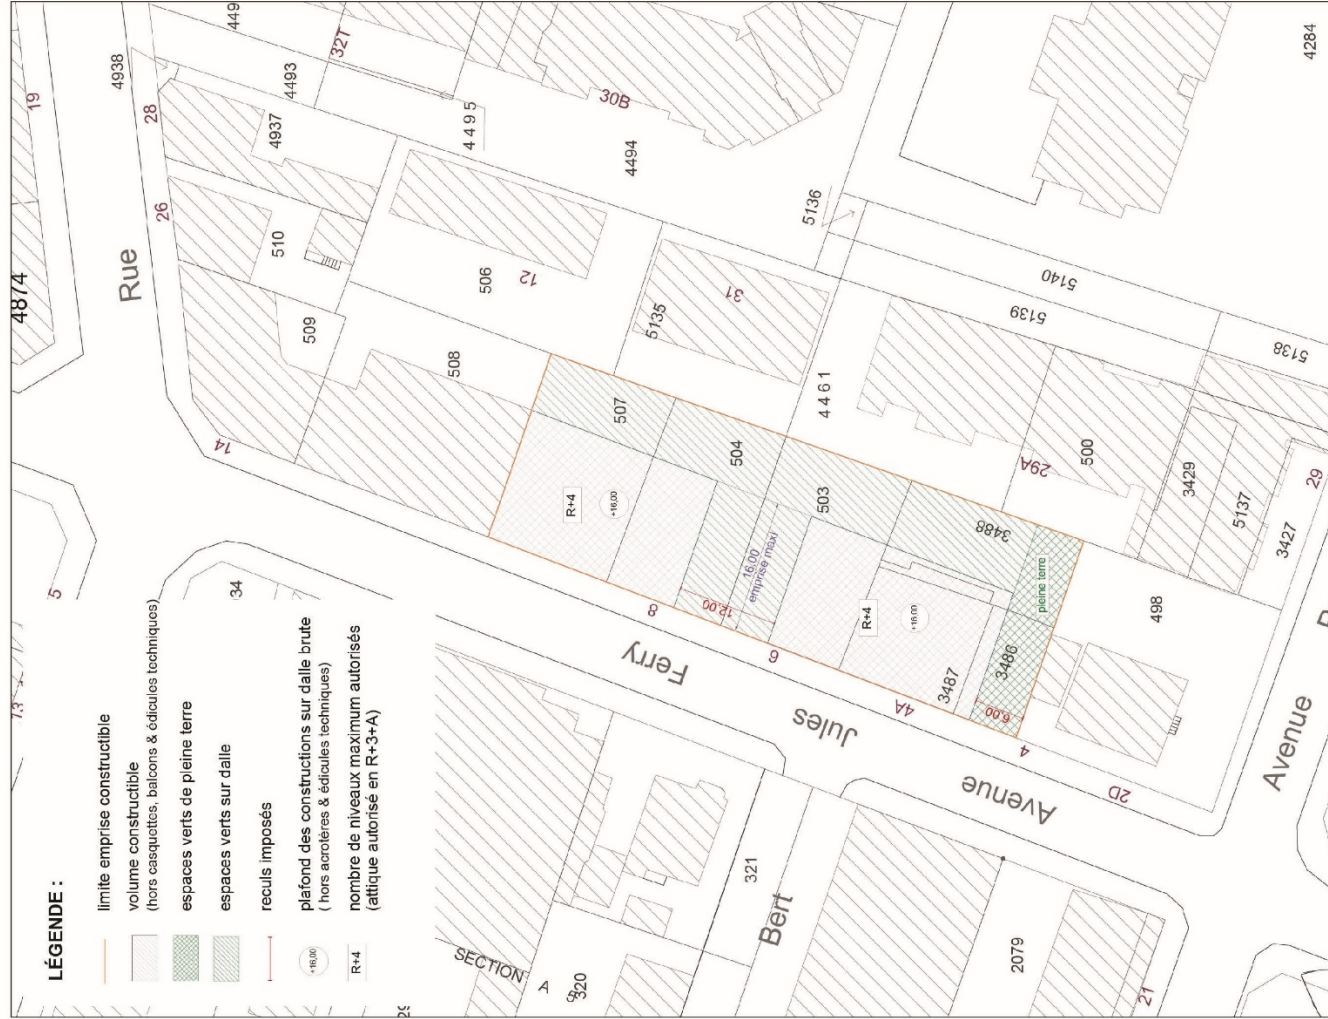 LÉGENDE :
limite emprise constructible
volume constructible
(hors casquettes, balcons & édicules techniques)
espaces verts de pleine terre
espaces verts sur dalle
reculs imposés
+16,00
plafond des constructions sur dalle brute
( hors acrotères & édicules techniques)
R+4
nombre de niveaux maximum autorisés
(attique autorisé en R+3+A)
19
4874
Rue
4938
28
26
449
32T
4493
4937
4495
30B
4494
4284
510
509
506
12
508
14
5135
31
5136
5140
5139
5138
4461
507
504
503
3488
R+4
+16,00
16,00
emprise maxi
12,00
R+4
+16,00
pleine terre
3486
3487
6,00
8
6
4A
4
2D
29A
500
3429
5137
3427
29
498
Avenue
Jules
Ferry
Avenue
Bert
34
5
73
321
320
SECTION
A
2079
21